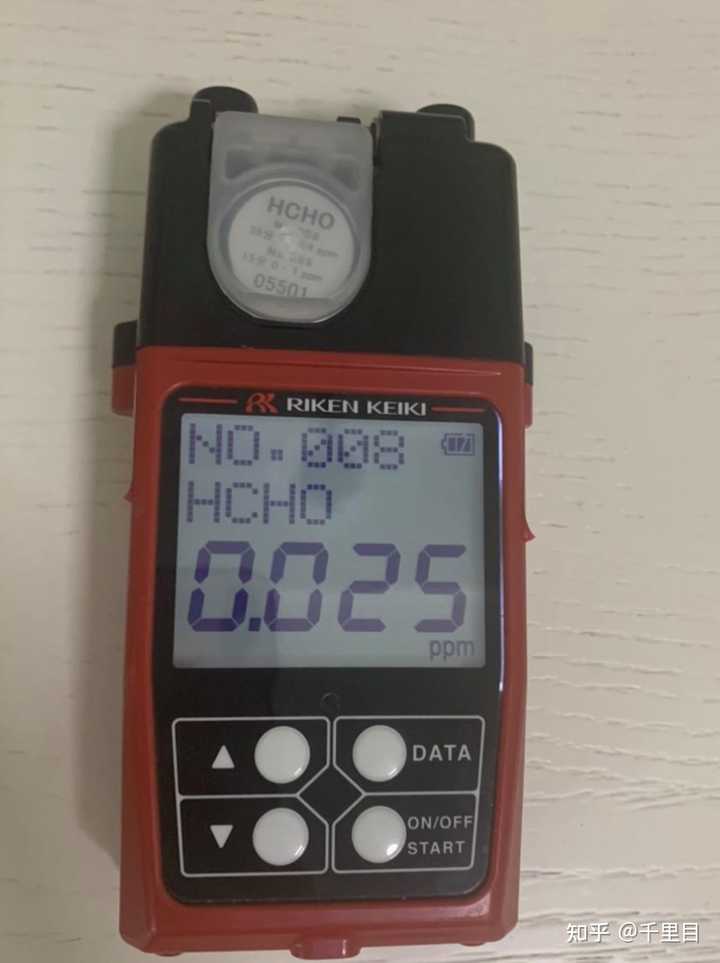 HCHO
05501
RIKEN KEIKI
NO.008
HCHO
0.025
ppm
▲
DATA
▼
ON/OFF
START
知乎 @千里目